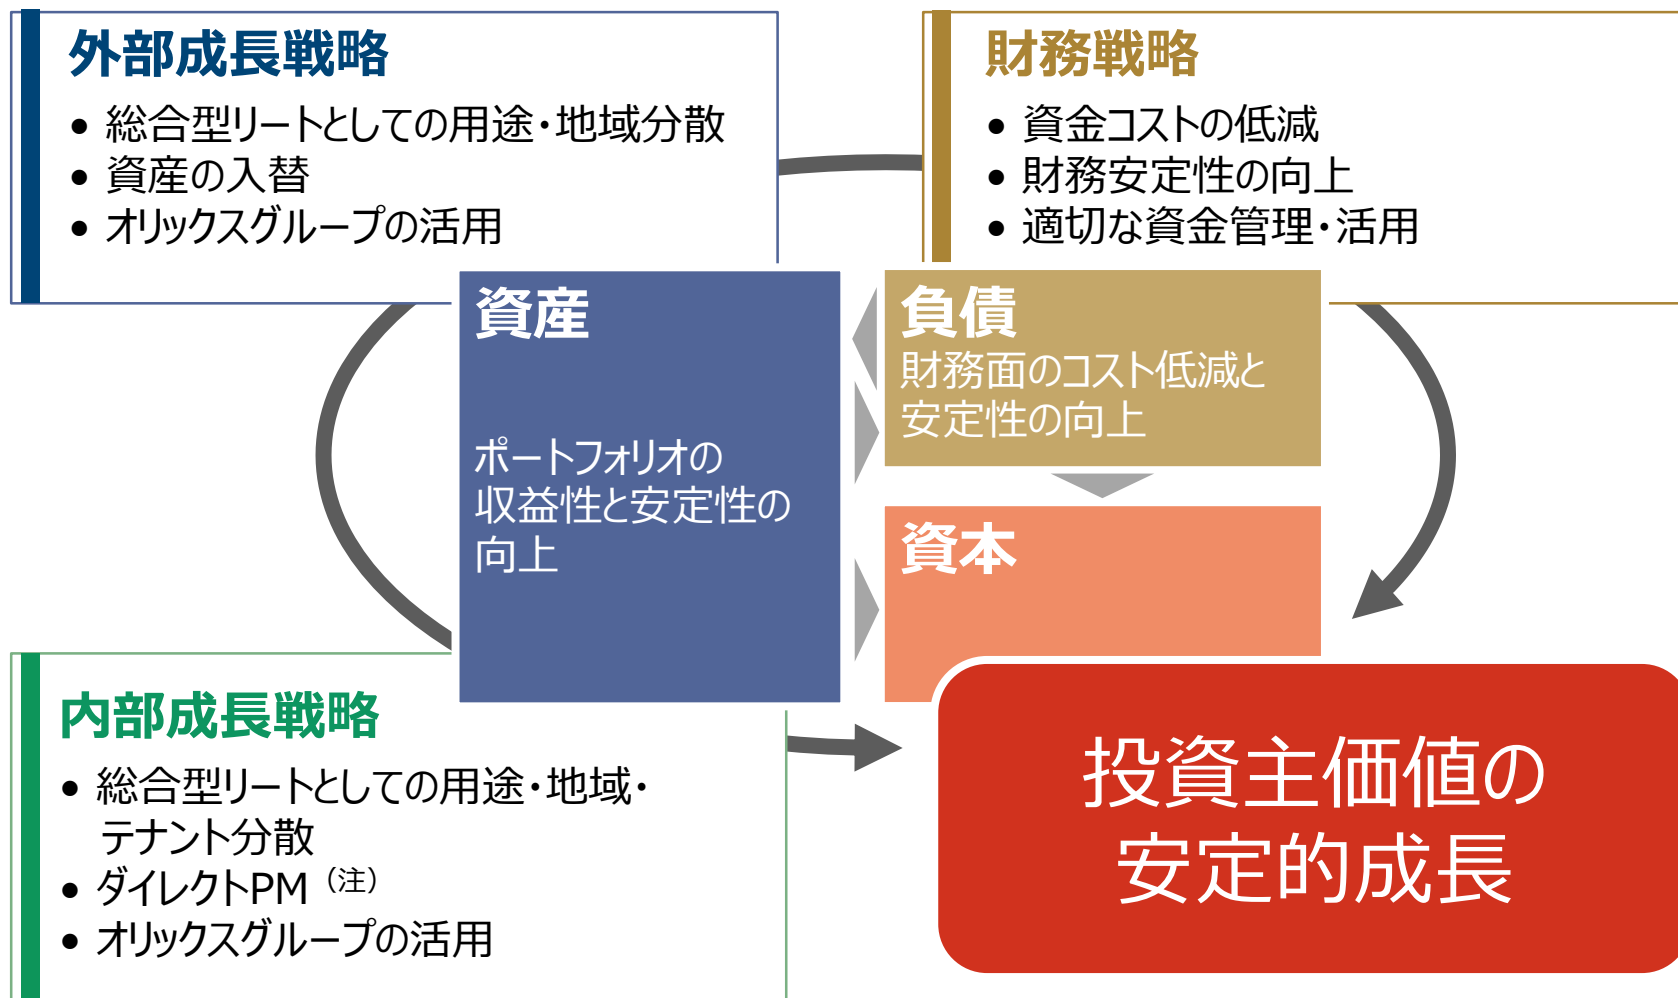 外部成長戦略
• 総合型リートとしての用途・地域分散
• 資産の入替
• オリックスグループの活用
財務戦略
• 資金コストの低減
• 財務安定性の向上
• 適切な資金管理・活用
資産
ポートフォリオの
収益性と安定性の
向上
負債
財務面のコスト低減と
安定性の向上
資本
内部成長戦略
• 総合型リートとしての用途・地域・
テナント分散
• ダイレクトPM（注）
• オリックスグループの活用
投資主価値の
安定的成長